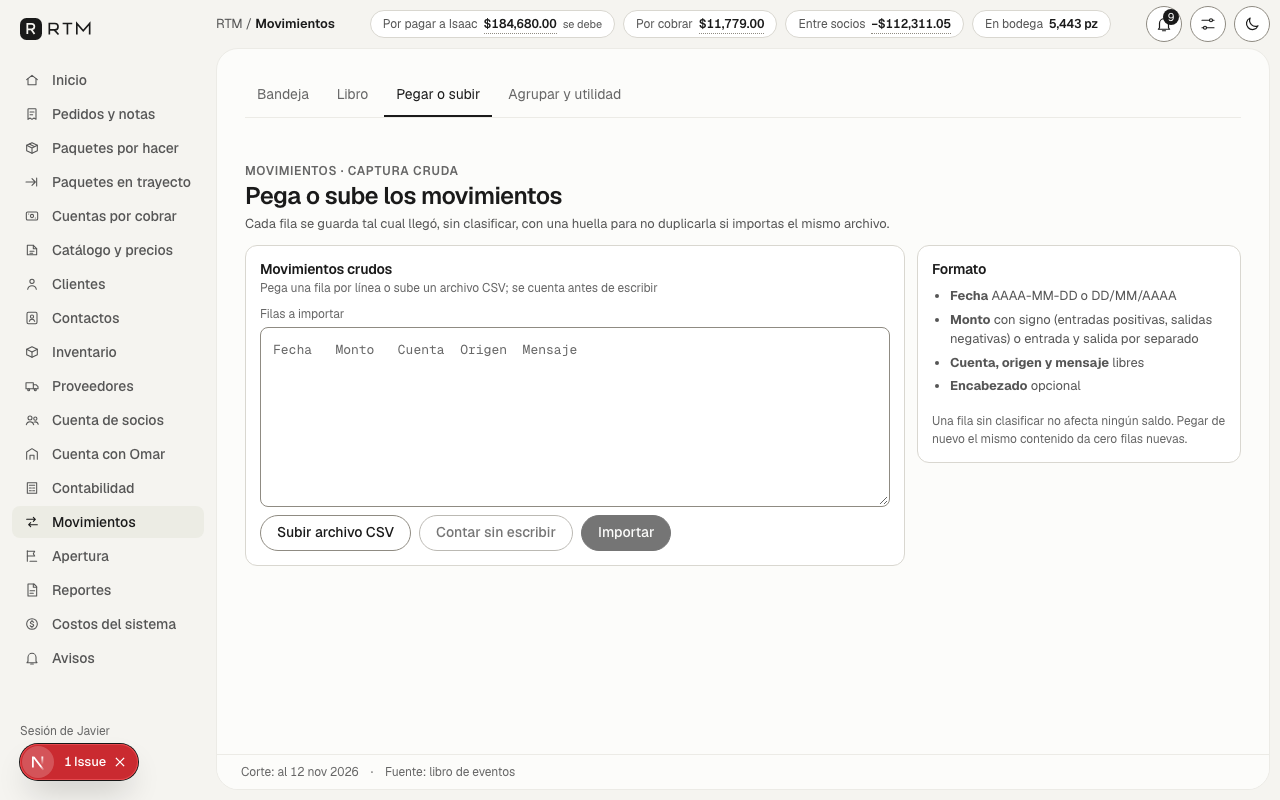 R RTM
RTM / Movimientos
Por pagar a Isaac $184,680.00 se debe
Por cobrar $11,779.00
Entre socios −$112,311.05
En bodega 5,443 pz
9
Inicio
Pedidos y notas
Paquetes por hacer
Paquetes en trayecto
Cuentas por cobrar
Catálogo y precios
Clientes
Contactos
Inventario
Proveedores
Cuenta de socios
Cuenta con Omar
Contabilidad
Movimientos
Apertura
Reportes
Costos del sistema
Avisos
Sesión de Javier
N 1 Issue
Bandeja Libro Pegar o subir Agrupar y utilidad
MOVIMIENTOS · CAPTURA CRUDA
Pega o sube los movimientos
Cada fila se guarda tal cual llegó, sin clasificar, con una huella para no duplicarla si importas el mismo archivo.
Movimientos crudos
Pega una fila por línea o sube un archivo CSV; se cuenta antes de escribir
Filas a importar
Fecha Monto Cuenta Origen Mensaje
Subir archivo CSV Contar sin escribir Importar
Formato
• Fecha AAAA-MM-DD o DD/MM/AAAA
• Monto con signo (entradas positivas, salidas
negativas) o entrada y salida por separado
• Cuenta, origen y mensaje libres
• Encabezado opcional
Una fila sin clasificar no afecta ningún saldo. Pegar de
nuevo el mismo contenido da cero filas nuevas.
Corte: al 12 nov 2026 · Fuente: libro de eventos